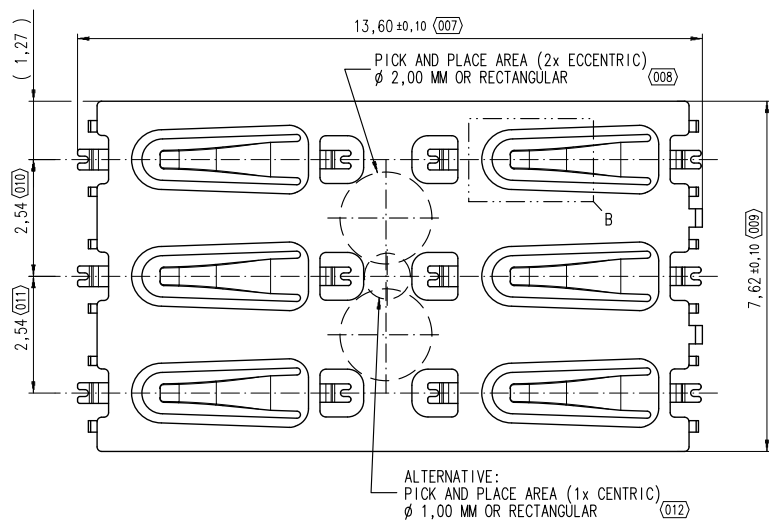 13,60 ±0,10 007
( 1,27 )
PICK AND PLACE AREA (2x ECCENTRIC)
ϕ 2,00 MM OR RECTANGULAR 008
2,54 010
B
7,62 ±0,10 009
2,54 011
ALTERNATIVE:
PICK AND PLACE AREA (1x CENTRIC)
ϕ 1,00 MM OR RECTANGULAR 012